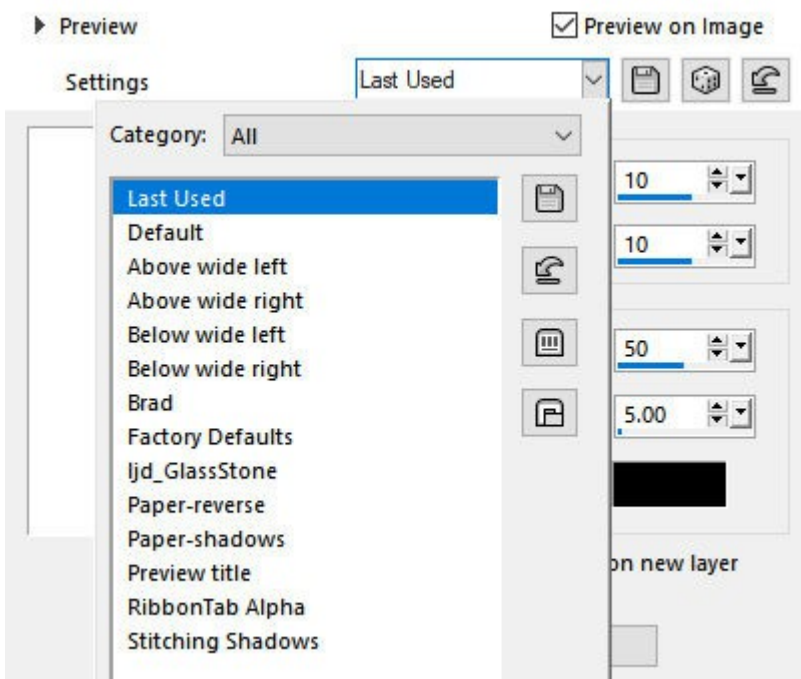 Preview
Preview on Image
Settings
Last Used
Category: All
10
Last Used
Default
10
Above wide left
Above wide right
Below wide left
50
Below wide right
Brad
5.00
Factory Defaults
ljd_GlassStone
Paper-reverse
Paper-shadows
on new layer
Preview title
RibbonTab Alpha
Stitching Shadows